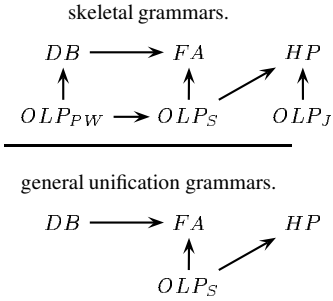 skeletal grammars.
DB FA HP
OLP_PW OLP_S OLP_J
general unification grammars.
DB FA HP
OLP_S